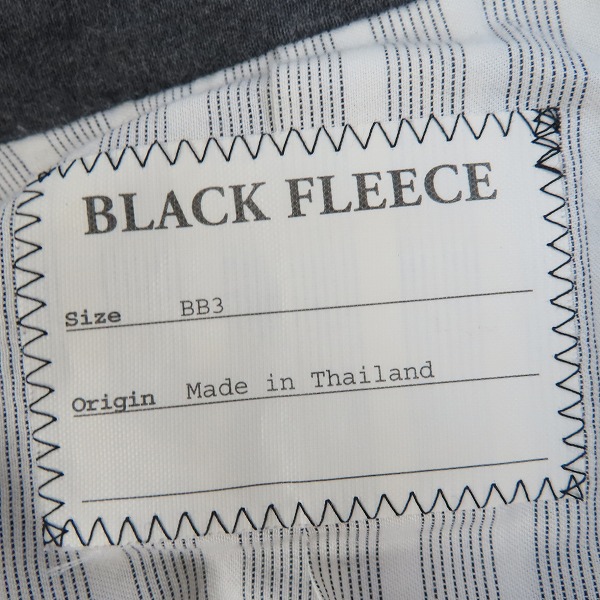 BLACK FLEECE
Size BB3
Origin Made in Thailand